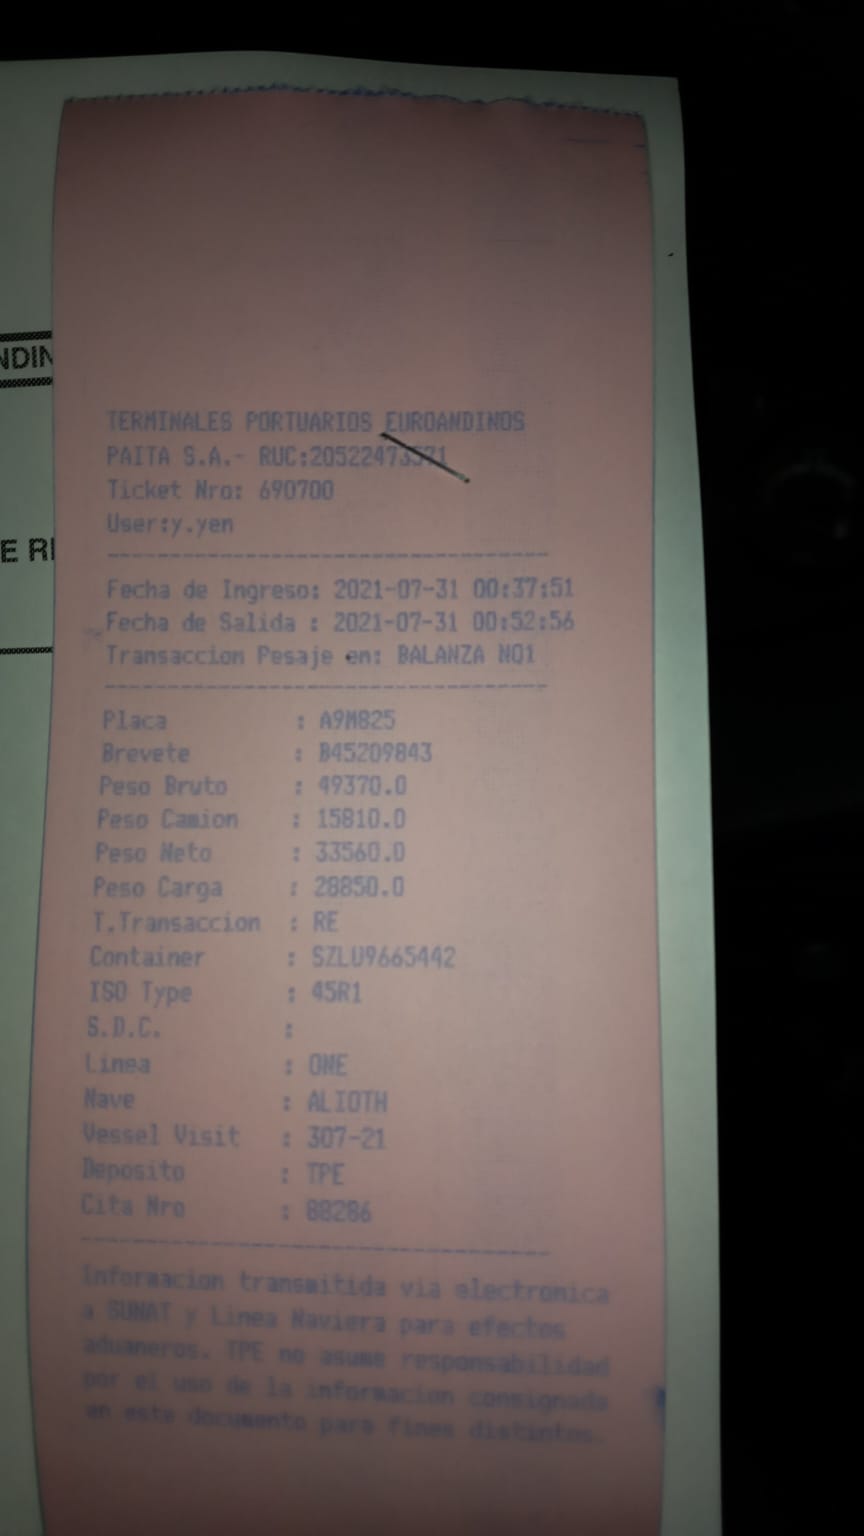 NDIN
E RI
TERMINALES PORTUARIOS EUROANDINOS
PAITA S.A.- RUC:20522473571
Ticket Nro: 690700
User:y.yen
Fecha de Ingreso: 2021-07-31 00:37:51
Fecha de Salida : 2021-07-31 00:52:56
Transaccion Pesaje en: BALANZA NO1
Placa : A9M825
Brevete : B45209843
Peso Bruto : 49370.0
Peso Camion : 15810.0
Peso Neto : 33560.0
Peso Carga : 28850.0
T.Transaccion : RE
Container : SZLU9665442
ISO Type : 45R1
S.D.C. :
Linea : ONE
Nave : ALIOTH
Vessel Visit : 307-21
Deposito : TPE
Cita Nro : 88286
Informacion transmitida via electronica
a SUNAT y Linea Naviera para efectos
aduaneros. TPE no asume responsabilidad
por el uso de la informacion consignada
en este documento para fines distintos.